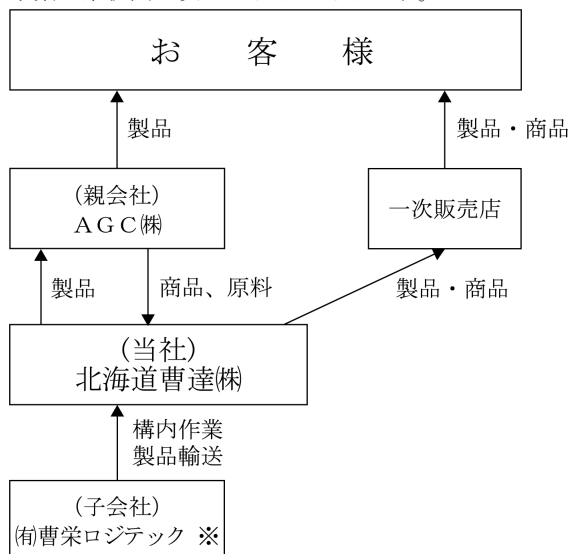 お客様
製品
製品・商品
(親会社)
AGC㈱
一次販売店
製品
商品、原料
製品・商品
(当社)
北海道曹達㈱
構内作業
製品輸送
(子会社)
㈲曹栄ロジテック ※